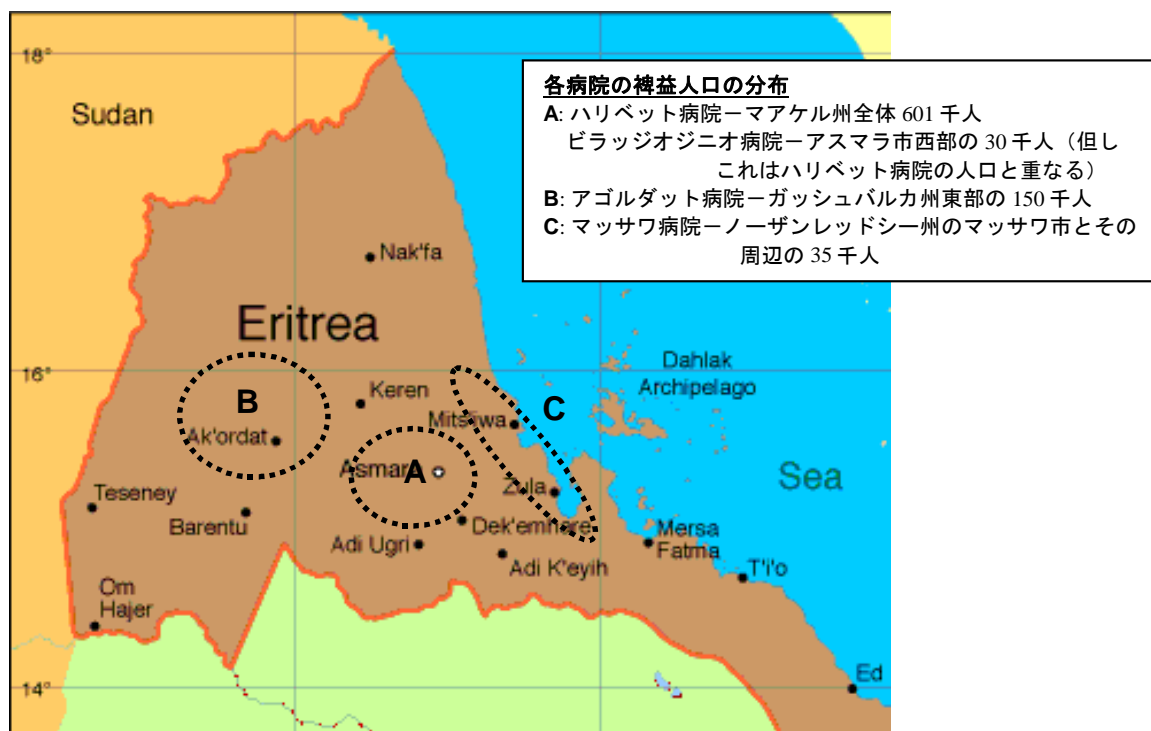 18°
Sudan
各病院の裨益人口の分布
A: ハリベット病院－マアケル州全体 601 千人
ビラッジオジニオ病院－アスマラ市西部の 30 千人（但し
これはハリベット病院の人口と重なる）
B: アゴルダット病院－ガッシュバルカ州東部の 150 千人
C: マッサワ病院－ノーザンレッドシー州のマッサワ市とその
周辺の 35 千人
Nak'fa
Eritrea
16°
Dahlak
Archipelago
Keren
B
C
Mitsiwa
Ak'ordat
Asmara
A
Sea
Zula
Teseney
Barentu
Dek'emhare
Mersa
Fatma
Adi Ugri
Adi K'eyih
T'i'o
Om
Hajer
Ed
14°